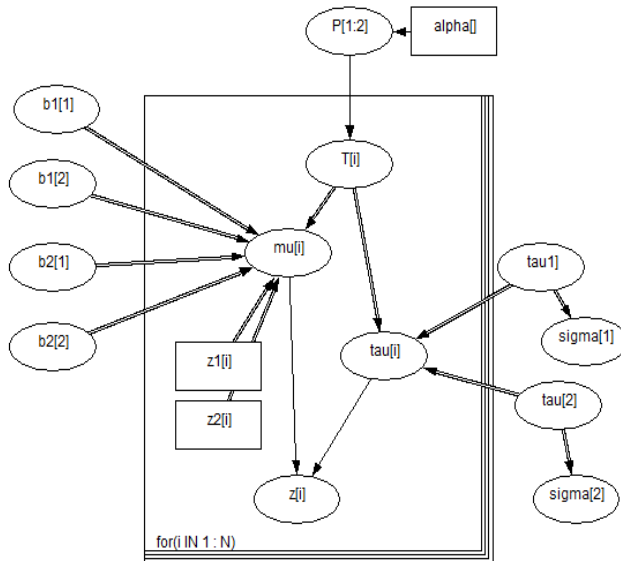 P[1:2]
alpha[]
b1[1]
T[i]
b1[2]
mu[i]
b2[1]
tau1]
b2[2]
z1[i]
tau[i]
sigma[1]
z2[i]
tau[2]
z[i]
sigma[2]
for(i IN 1 : N)